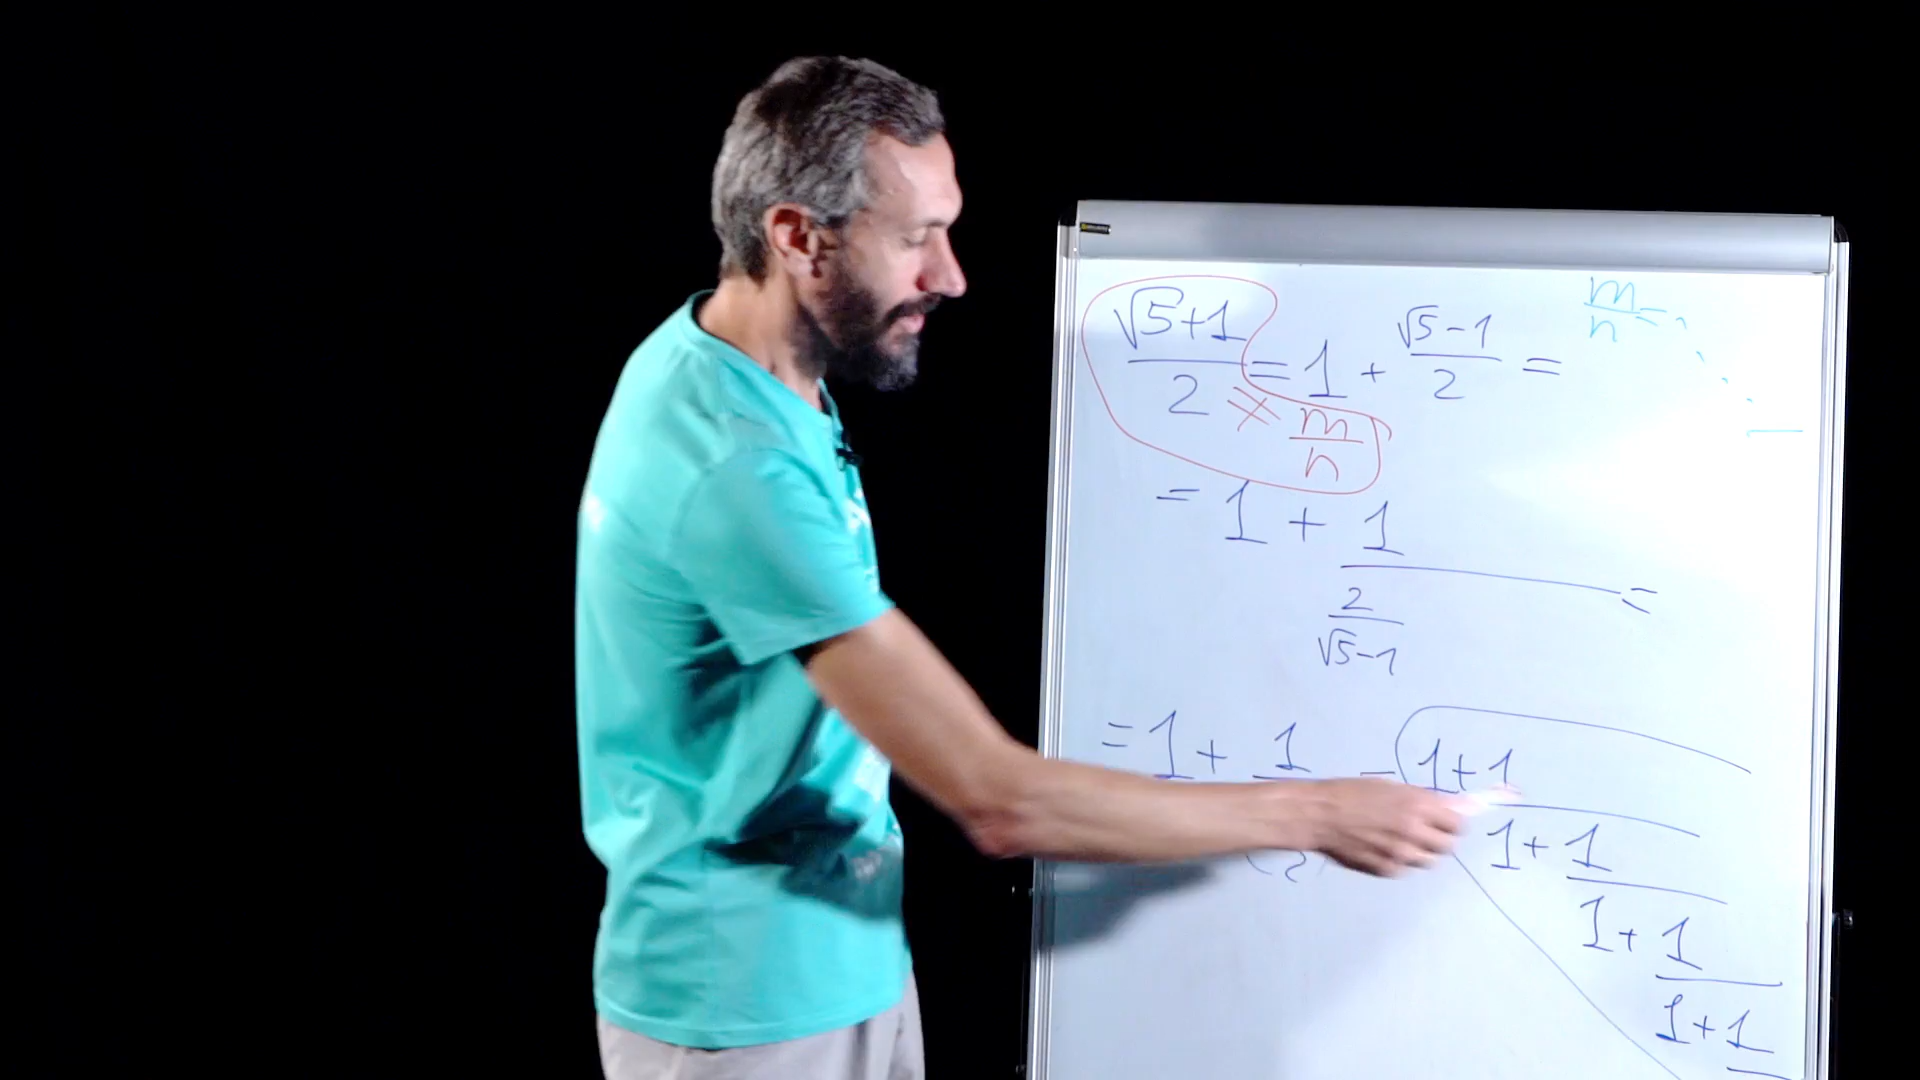 √5+1 / 2 = 1 + √5-1 / 2 =
≠ m / n
m / n =
= 1 + 1 / 2 / √5-1 =
= 1 + 1
= 1+1
1+1
1+1
1+1